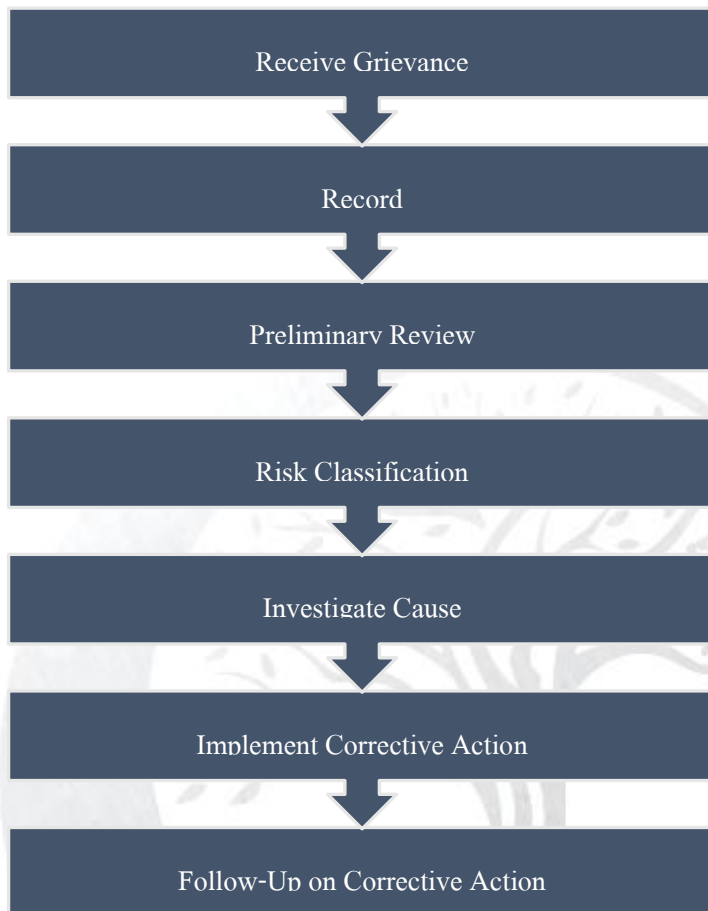 Receive Grievance
Record
Preliminary Review
Risk Classification
Investigate Cause
Implement Corrective Action
Follow-Up on Corrective Action